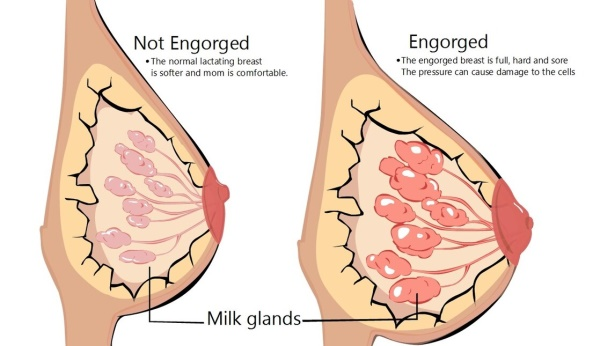 Not Engorged
•The normal lactating breast
is softer and mom is comfortable.
Engorged
•The engorged breast is full, hard and sore
The pressure can cause damage to the cells
Milk glands